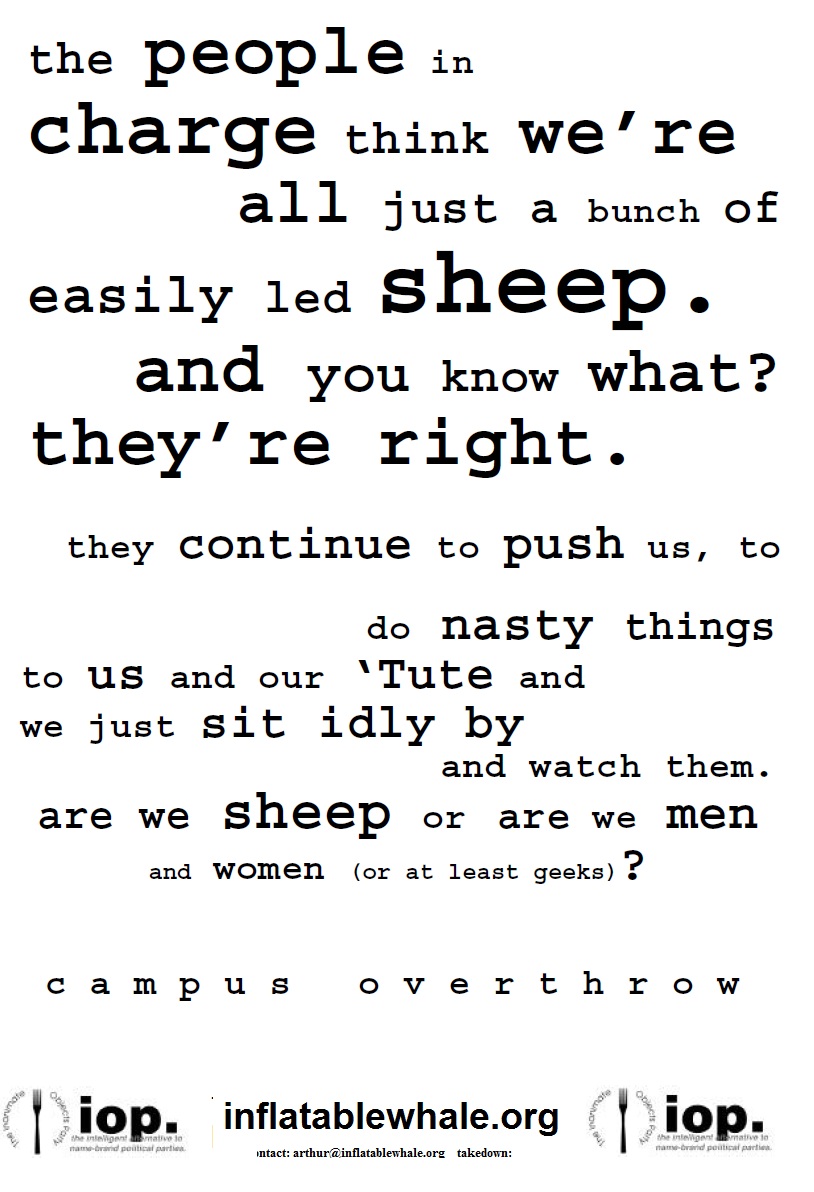 the people in
charge think we’re
all just a bunch of
easily led sheep.
and you know what?
they’re right.
they continue to push us, to
do nasty things
to us and our ‘Tute and
we just sit idly by
and watch them.
are we sheep or are we men
and women (or at least geeks)?
campus overthrow
The Inanimate Objects Party
iop.
the intelligent alternative to
name-brand political parties.
inflatablewhale.org
ontact: arthur@inflatablewhale.org takedown:
The Inanimate Objects Party
iop.
the intelligent alternative to
name-brand political parties.